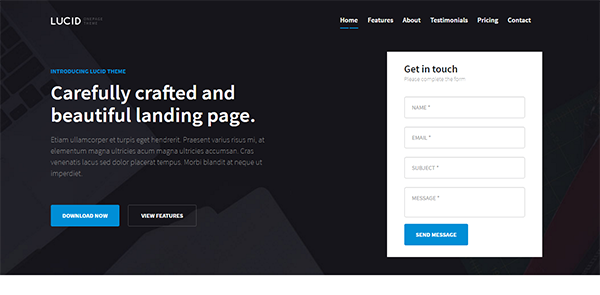 LUCID ONEPAGE
THEME
Home Features About Testimonials Pricing Contact
INTRODUCING LUCID THEME
Carefully crafted and
beautiful landing page.
Etiam ullamcorper et turpis eget hendrerit. Praesent varius risus mi, at
elementum magna ultricies acum magna ultricies accumsan. Cras
venenatis lacus sed dolor placerat tempus. Morbi blandit at neque ut
imperdiet.
DOWNLOAD NOW VIEW FEATURES
Get in touch
Please complete the form
NAME *
EMAIL *
SUBJECT *
MESSAGE *
SEND MESSAGE